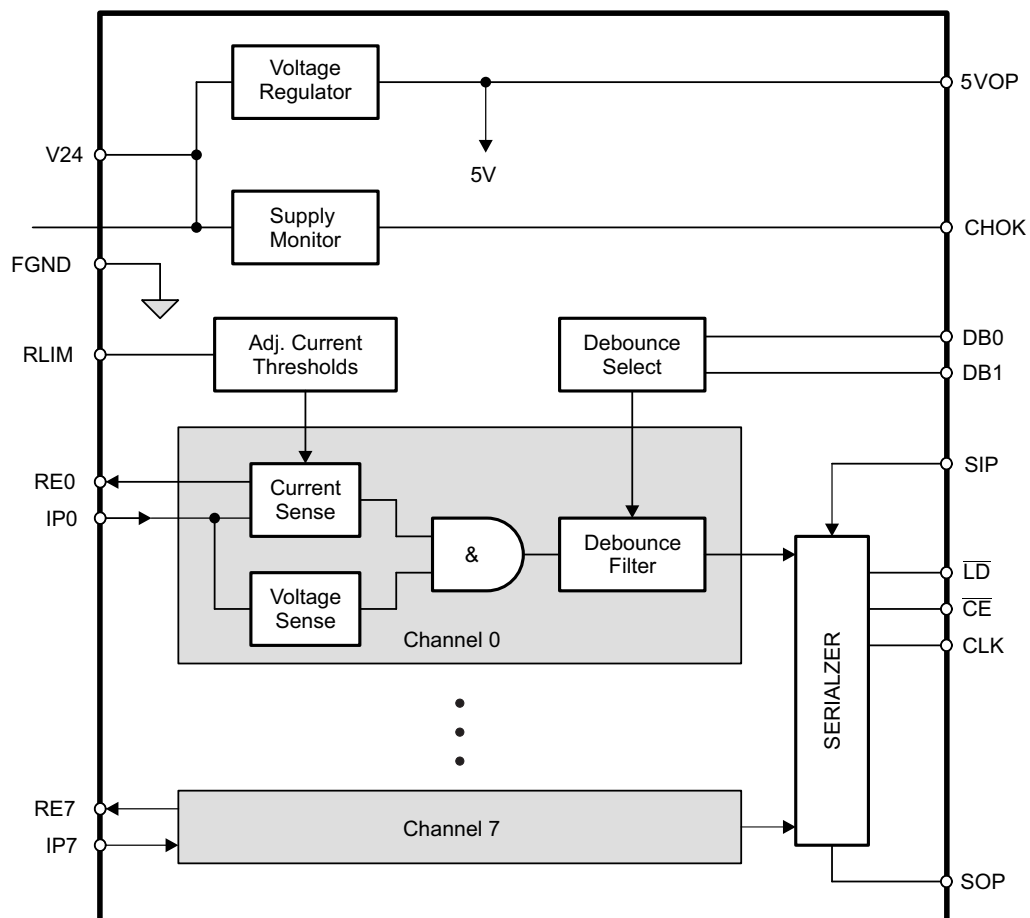 Voltage
Regulator
5VOP
V24
5V
Supply
Monitor
CHOK
FGND
RLIM
Adj. Current
Thresholds
Debounce
Select
DB0
DB1
RE0
IP0
Current
Sense
&
Debounce
Filter
Voltage
Sense
Channel 0
SIP
LD
CE
CLK
SERIALZER
RE7
IP7
Channel 7
SOP